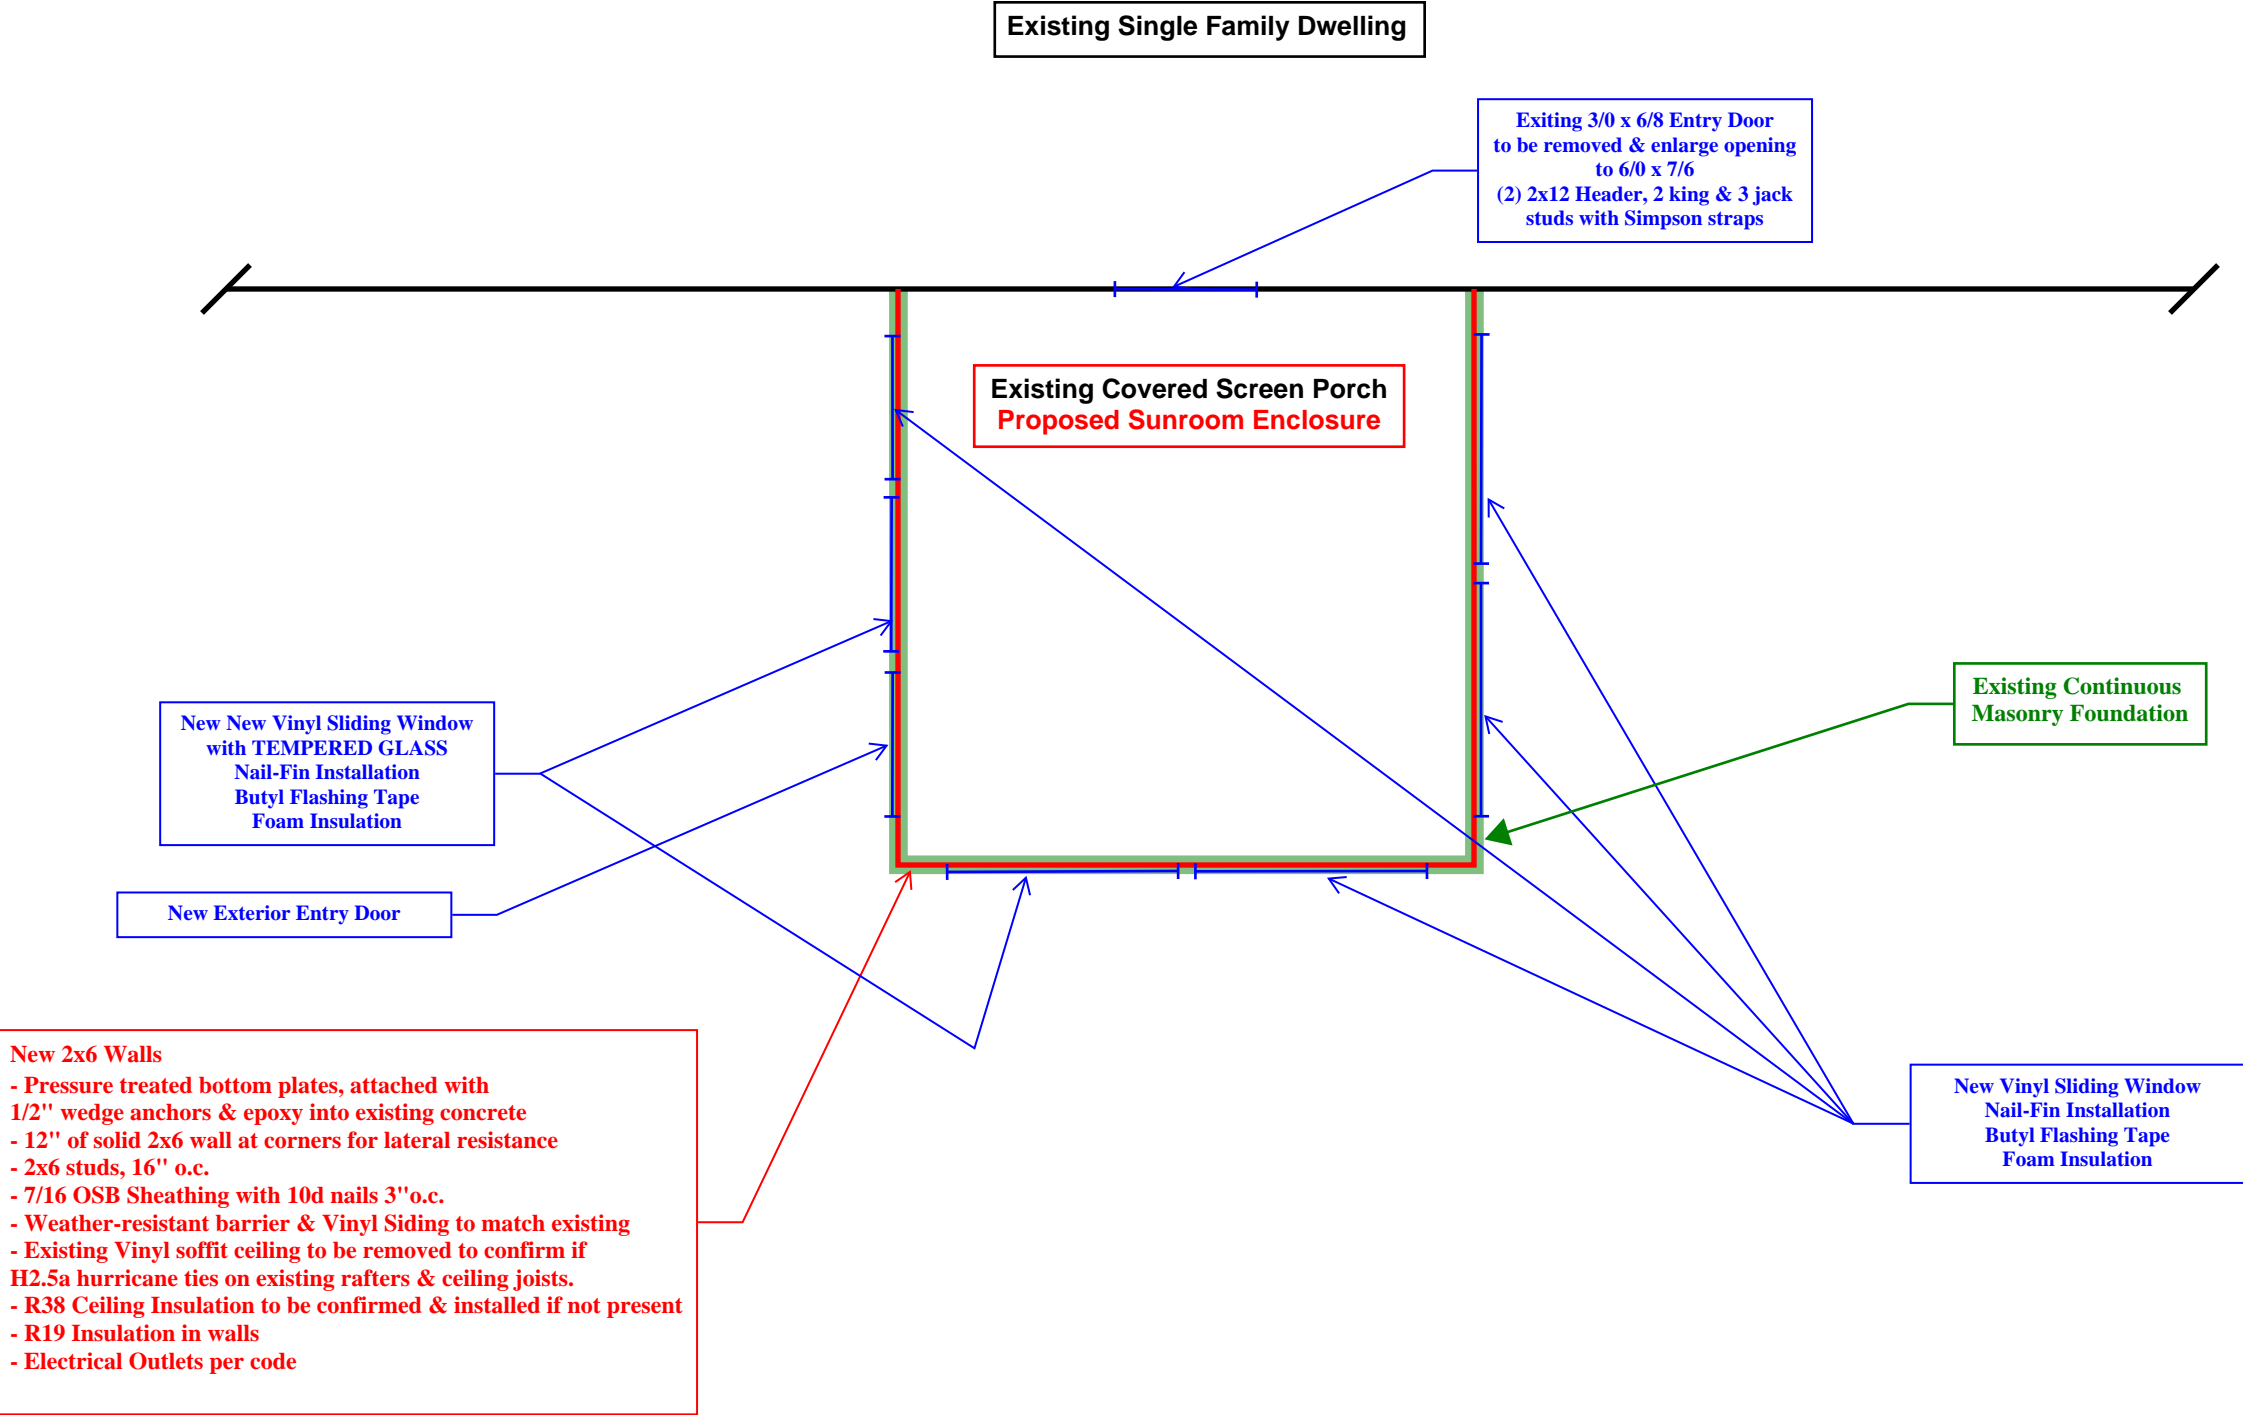 Existing Single Family Dwelling
Exiting 3/0 x 6/8 Entry Door
to be removed & enlarge opening
to 6/0 x 7/6
(2) 2x12 Header, 2 king & 3 jack
studs with Simpson straps
Existing Covered Screen Porch
Proposed Sunroom Enclosure
Existing Continuous
Masonry Foundation
New New Vinyl Sliding Window
with TEMPERED GLASS
Nail-Fin Installation
Butyl Flashing Tape
Foam Insulation
New Exterior Entry Door
New 2x6 Walls
- Pressure treated bottom plates, attached with
1/2" wedge anchors & epoxy into existing concrete
- 12" of solid 2x6 wall at corners for lateral resistance
- 2x6 studs, 16" o.c.
- 7/16 OSB Sheathing with 10d nails 3"o.c.
- Weather-resistant barrier & Vinyl Siding to match existing
- Existing Vinyl soffit ceiling to be removed to confirm if
H2.5a hurricane ties on existing rafters & ceiling joists.
- R38 Ceiling Insulation to be confirmed & installed if not present
- R19 Insulation in walls
- Electrical Outlets per code
New Vinyl Sliding Window
Nail-Fin Installation
Butyl Flashing Tape
Foam Insulation